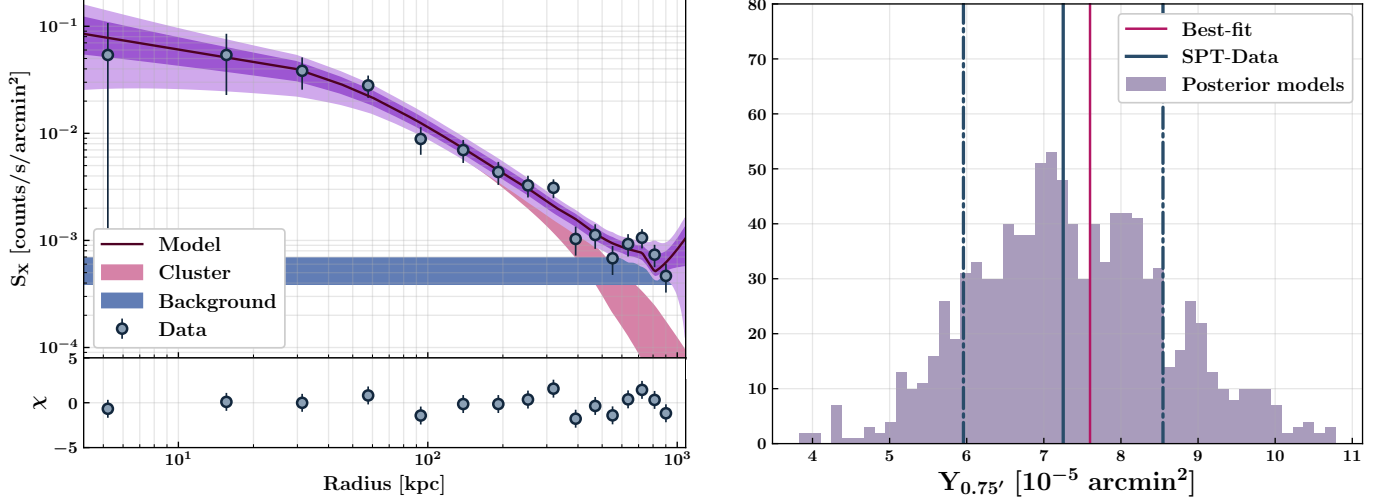 S_X [counts/s/arcmin²]
10⁻¹
10⁻²
10⁻³
10⁻⁴
Model
Cluster
Background
Data
χ
5
0
−5
10¹ 10² 10³
Radius [kpc]
80
70
60
50
40
30
20
10
0
Best-fit
SPT-Data
Posterior models
4 5 6 7 8 9 10 11
Y_{0.75′} [10⁻⁵ arcmin²]